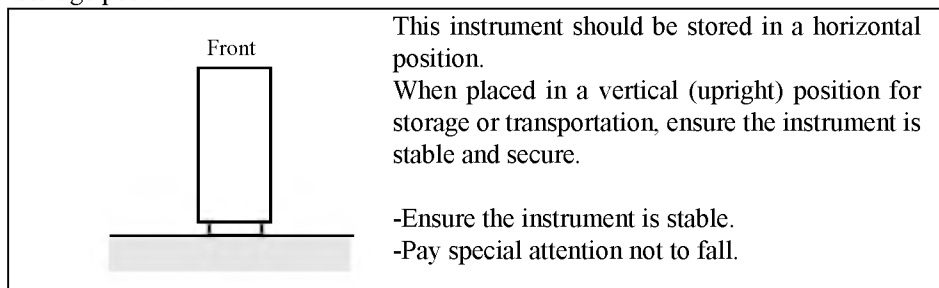 This instrument should be stored in a horizontal
position.
Front
When placed in a vertical (upright) position for
storage or transportation, ensure the instrument is
stable and secure.
-Ensure the instrument is stable.
-Pay special attention not to fall.